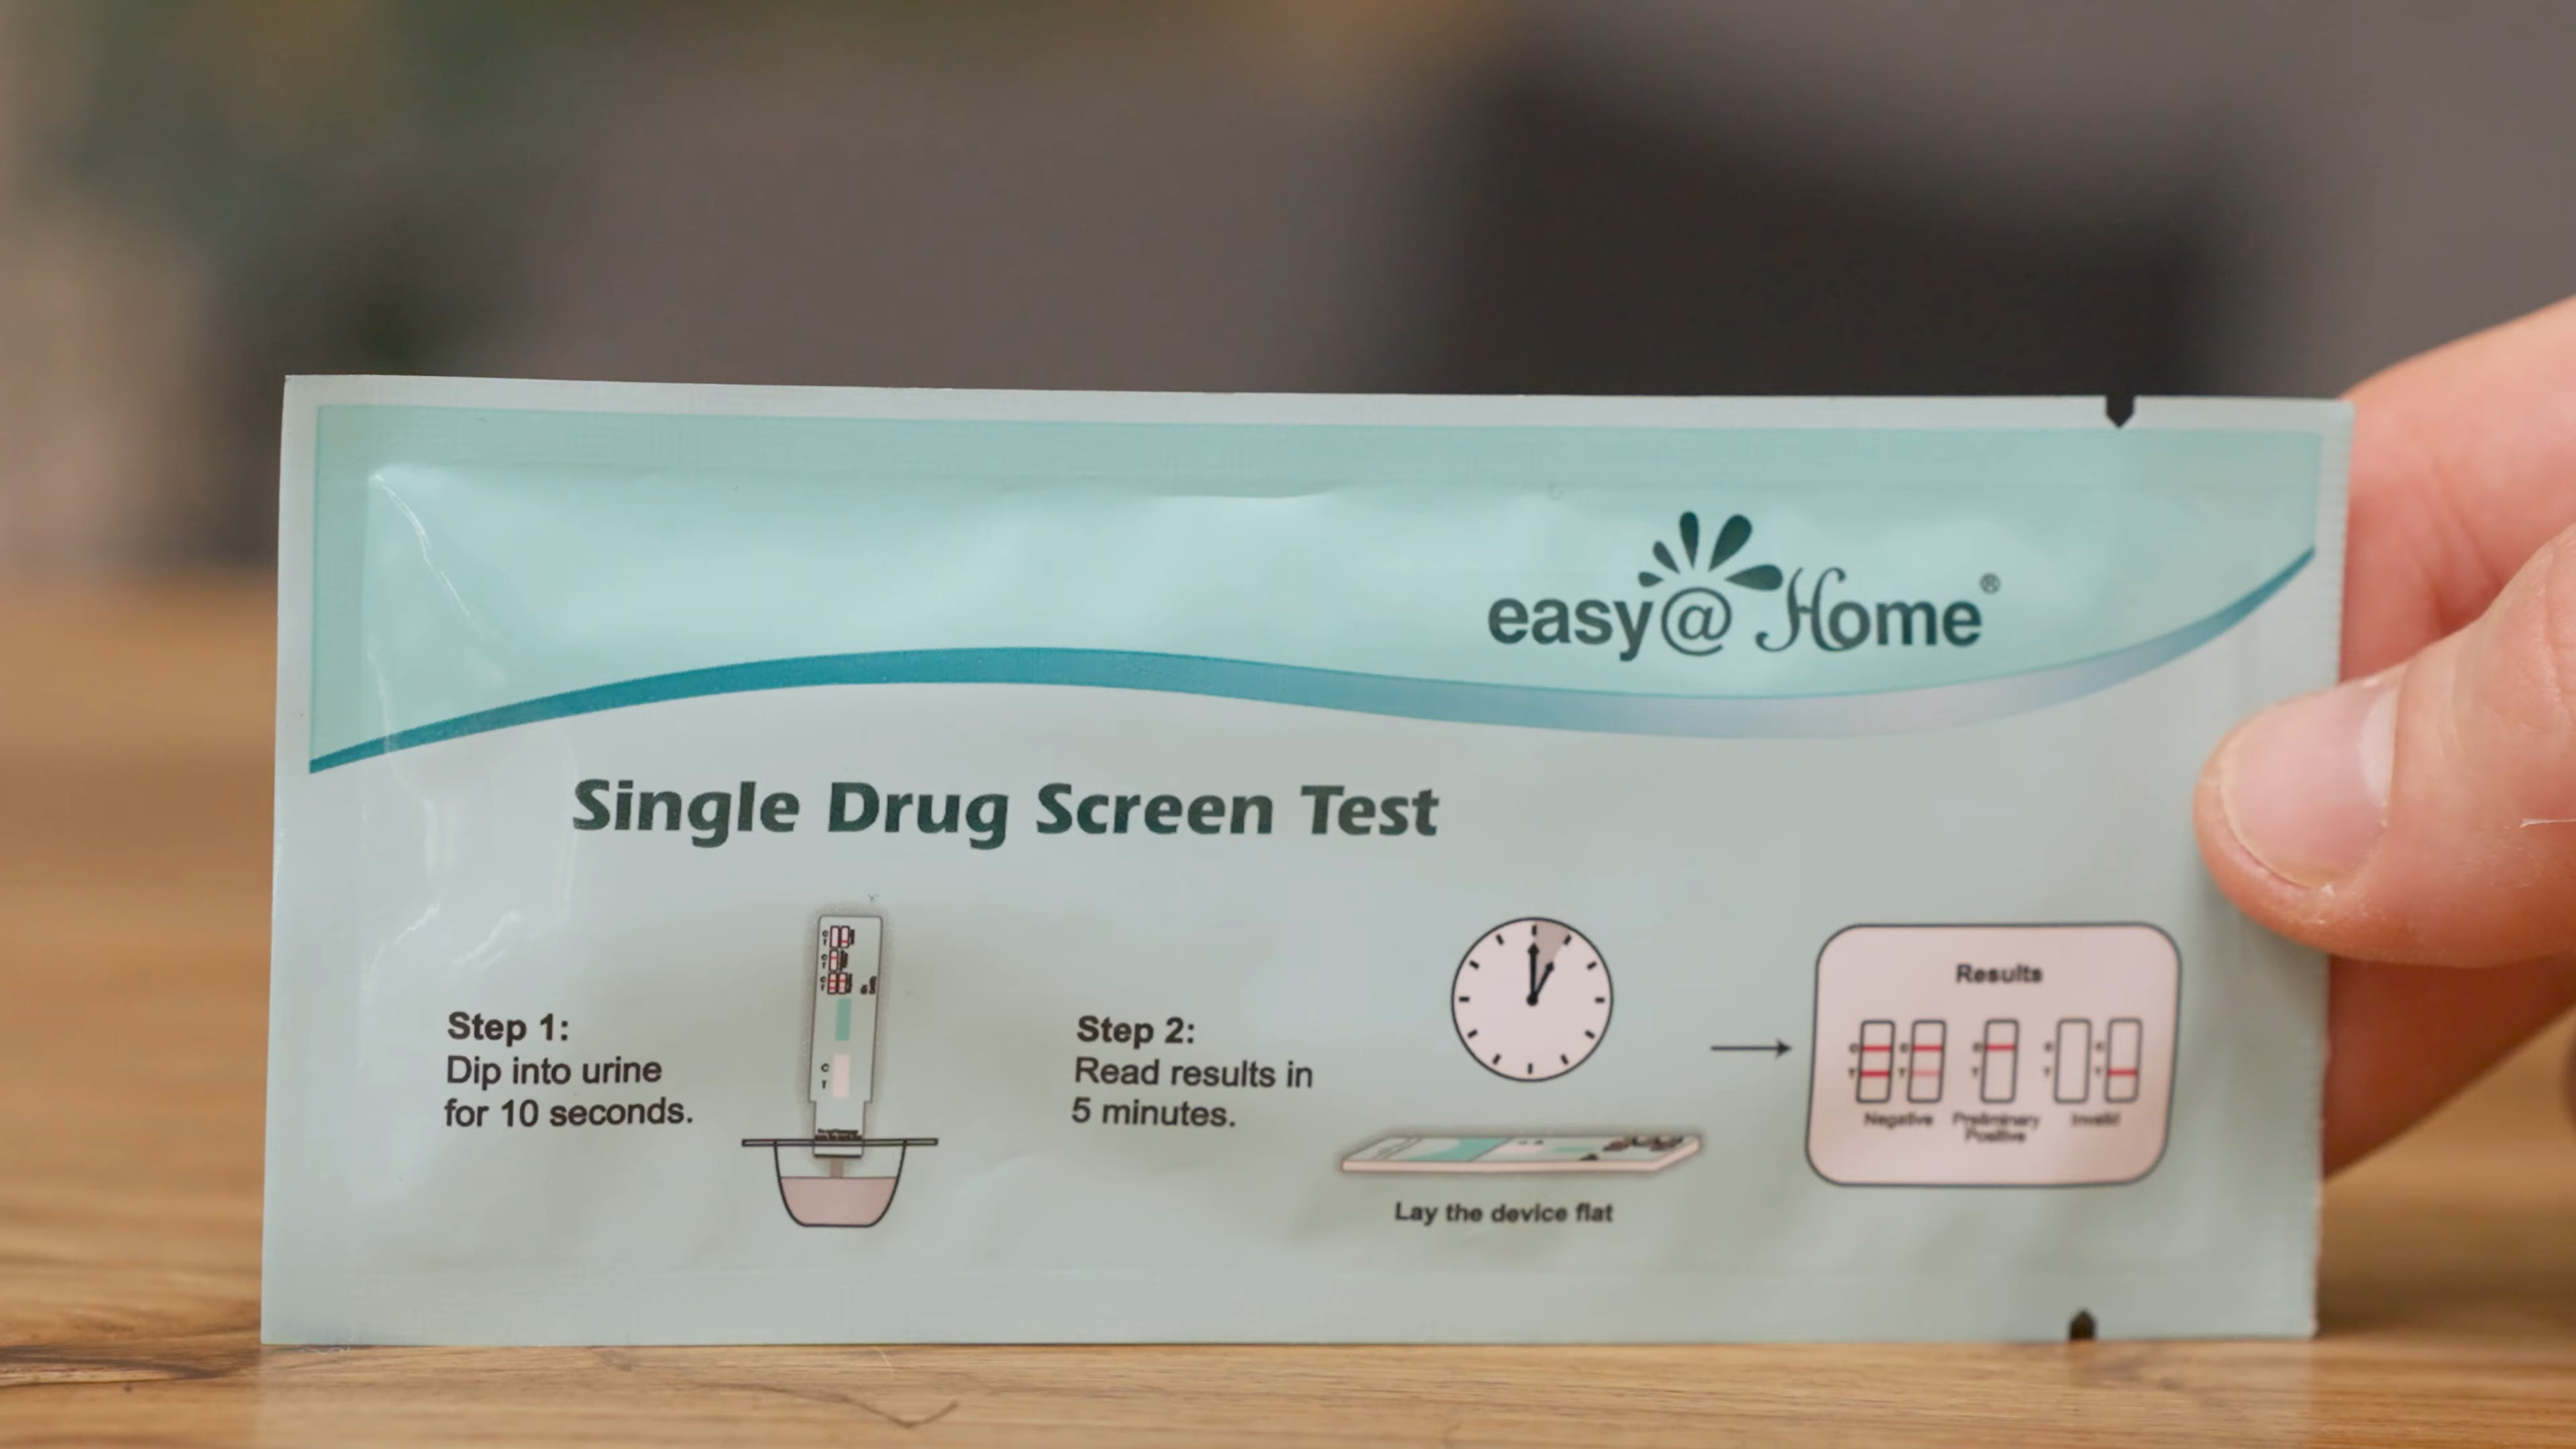 easy@Home®
Single Drug Screen Test
Step 1:
Dip into urine
for 10 seconds.
Step 2:
Read results in
5 minutes.
Lay the device flat
Results
C C C C C
T T T T T
Negative Preliminary Invalid
Positive
C
T